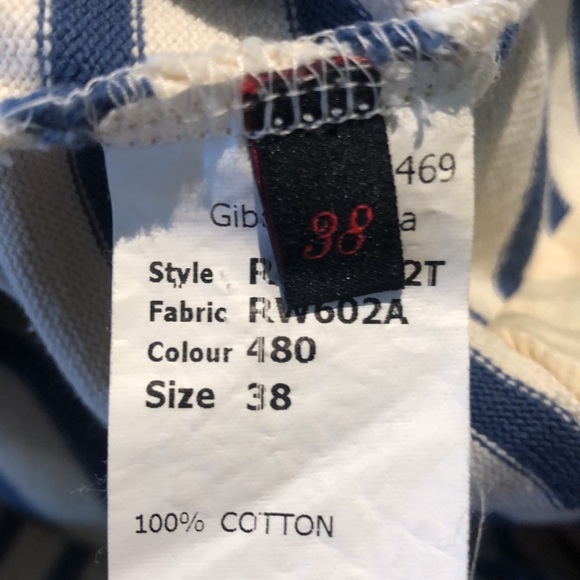 469
38
Style 2T
Fabric RW602A
Colour 480
Size 38
100% COTTON